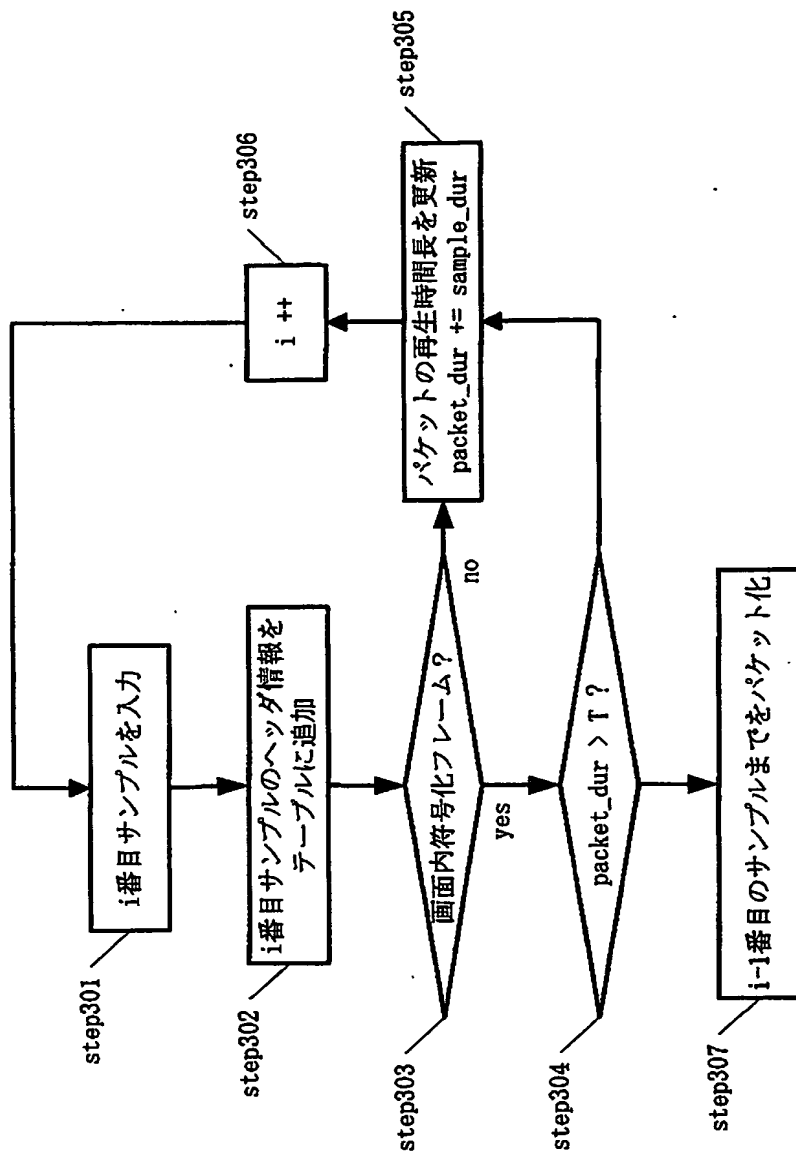 step301
i番目サンプルを入力
step302
i番目サンプルのヘッダ情報を
テーブルに追加
step303
画面内符号化フレーム？
no
yes
step304
packet_dur > T ?
step307
i-1番目のサンプルまでをパケット化
step306
i ++
step305
パケットの再生時間長を更新
packet_dur += sample_dur